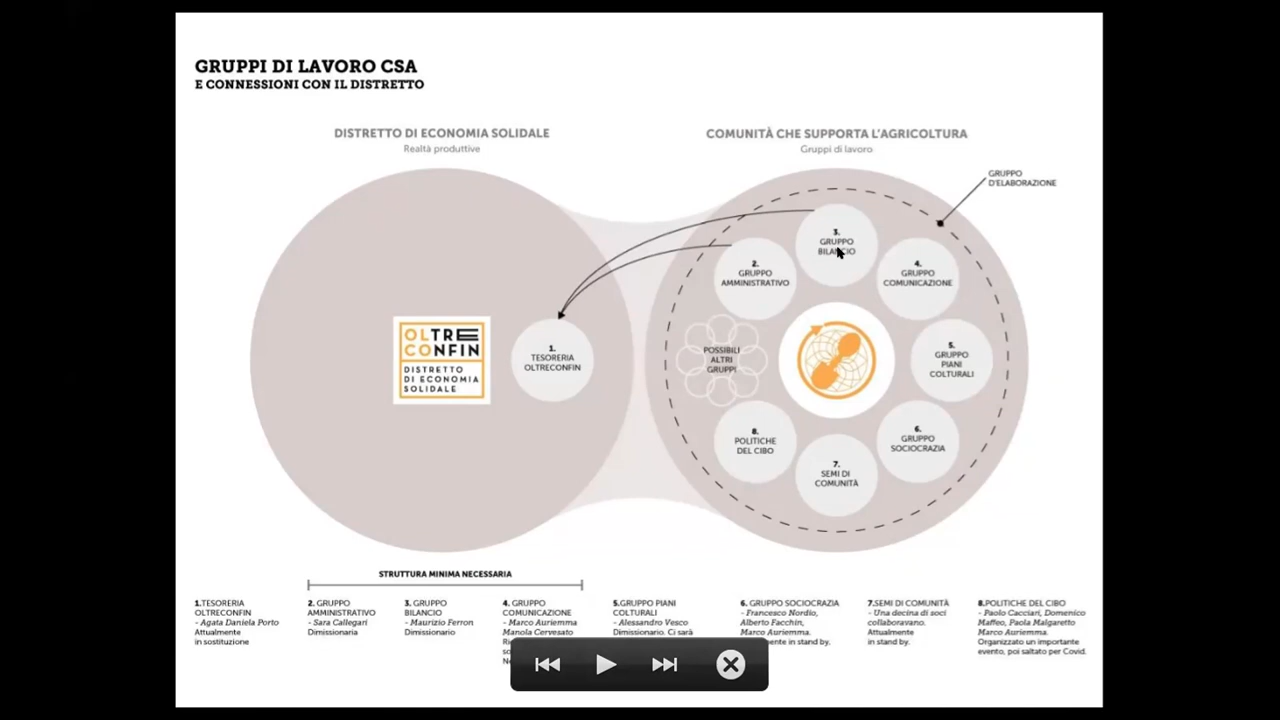 GRUPPI DI LAVORO CSA
E CONNESSIONI CON IL DISTRETTO
DISTRETTO DI ECONOMIA SOLIDALE
Realtà produttive
COMUNITÀ CHE SUPPORTA L'AGRICOLTURA
Gruppi di lavoro
GRUPPO
D'ELABORAZIONE
3.
GRUPPO
BILANCIO
2.
GRUPPO
AMMINISTRATIVO
4.
GRUPPO
COMUNICAZIONE
OLTRE
CONFIN
DISTRETTO
DI ECONOMIA
SOLIDALE
1.
TESORERIA
OLTRECONFIN
POSSIBILI
ALTRI
GRUPPI
5.
GRUPPO
PIANI
COLTURALI
8.
POLITICHE
DEL CIBO
6.
GRUPPO
SOCIOCRAZIA
7.
SEMI DI
COMUNITÀ
STRUTTURA MINIMA NECESSARIA
1.TESORERIA
OLTRECONFIN
- Agata Daniela Porto
Attualmente
in sostituzione
2. GRUPPO
AMMINISTRATIVO
- Sara Callegari
Dimissionaria
3. GRUPPO
BILANCIO
- Maurizio Ferron
Dimissionario
4. GRUPPO
COMUNICAZIONE
- Marco Auriemma
Manola Cervesato
5.GRUPPO PIANI
COLTURALI
- Alessandro Vesco
Dimissionario. Ci sarà
6. GRUPPO SOCIOCRAZIA
- Francesco Nordio,
Alberto Facchin,
Marco Auriemma.
in stand by.
7.SEMI DI COMUNITÀ
- Una decina di soci
collaboravano.
Attualmente
in stand by.
8.POLITICHE DEL CIBO
- Paolo Cacciari, Domenico
Maffeo, Paola Malgaretto
Marco Auriemma.
Organizzato un importante
evento, poi saltato per Covid.